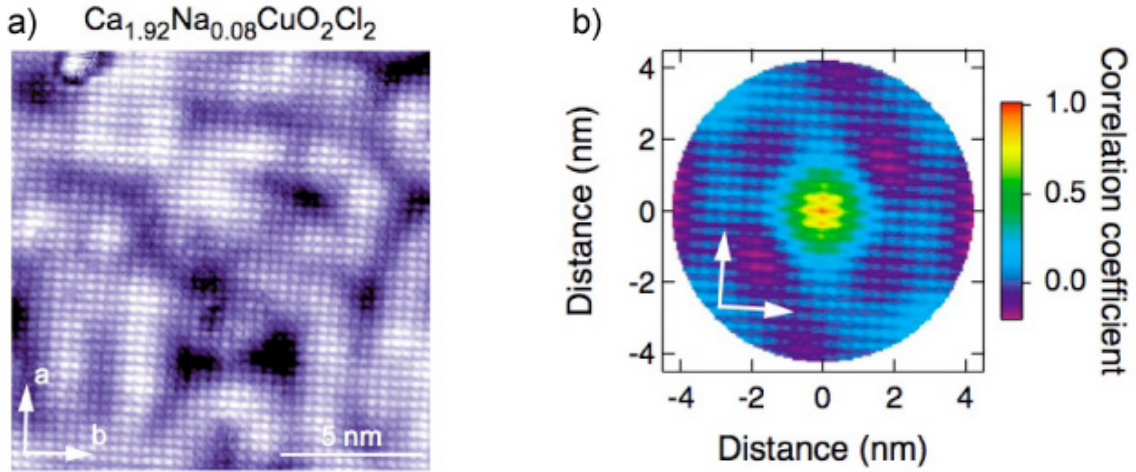 a)
Ca1.92Na0.08CuO2Cl2
a
b
5 nm
b)
Distance (nm)
4
2
0
-2
-4
-4 -2 0 2 4
Distance (nm)
1.0
0.5
0.0
Correlation coefficient